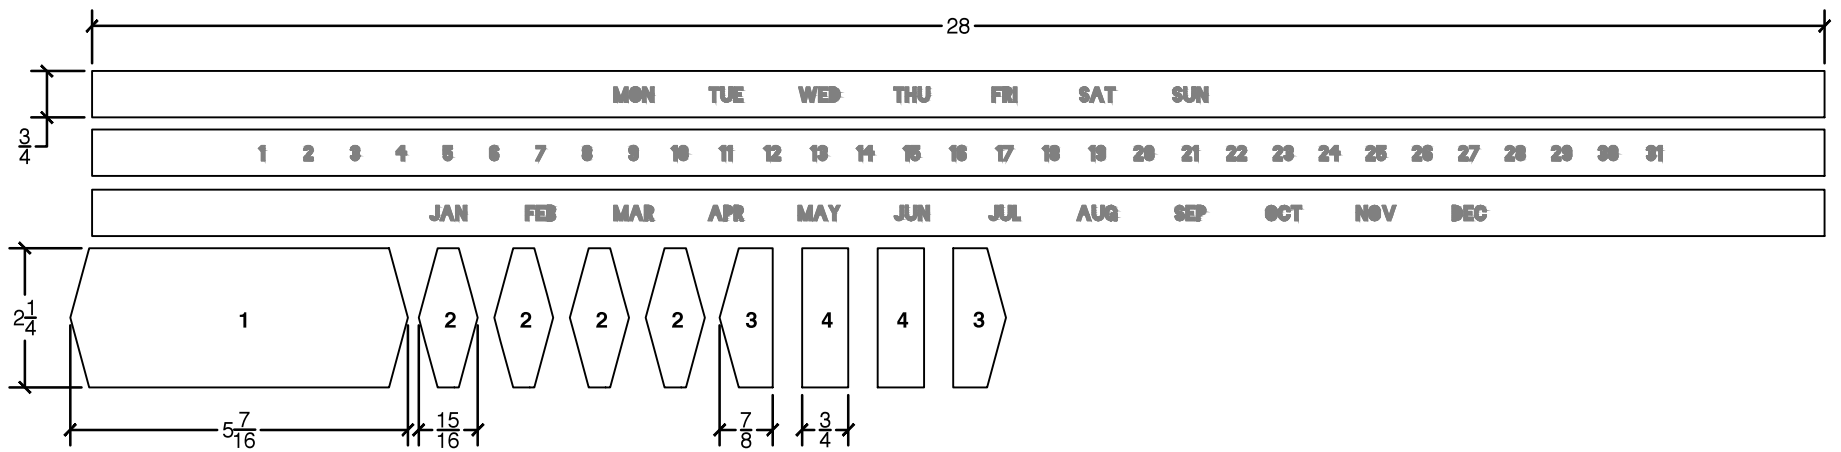 28
MON TUE WED THU FRI SAT SUN
3/4
1 2 3 4 5 6 7 8 9 10 11 12 13 14 15 16 17 18 19 20 21 22 23 24 25 26 27 28 29 30 31
JAN FEB MAR APR MAY JUN JUL AUG SEP OCT NOV DEC
2 1/4
1 2 2 2 2 3 4 4 3
5 7/16 15/16 7/8 3/4